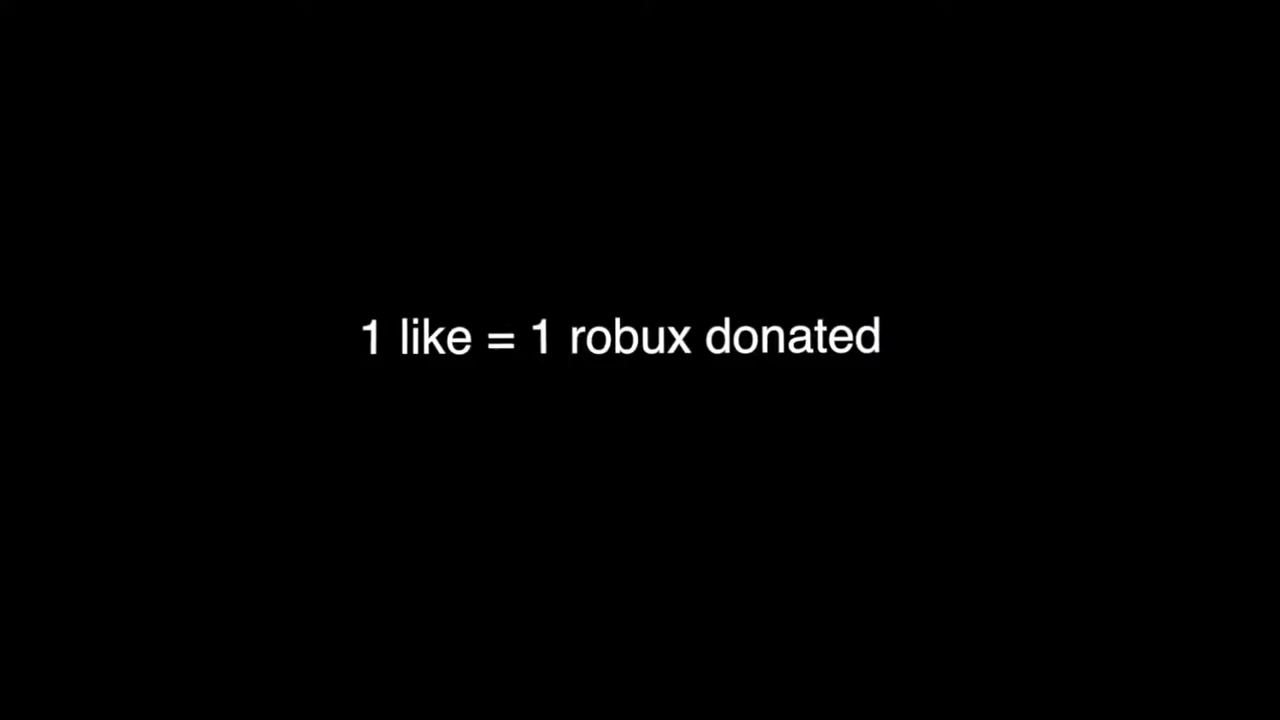 1 like = 1 robux donated